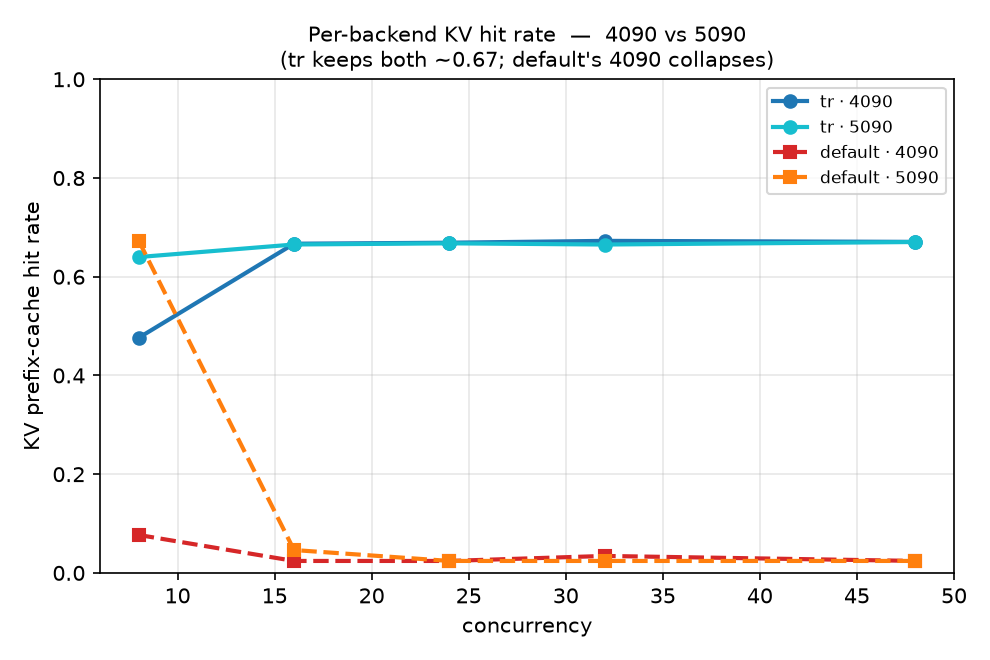 Per-backend KV hit rate — 4090 vs 5090
(tr keeps both ~0.67; default's 4090 collapses)
1.0
0.8
0.6
0.4
0.2
0.0
KV prefix-cache hit rate
tr · 4090
tr · 5090
default · 4090
default · 5090
10 15 20 25 30 35 40 45 50
concurrency